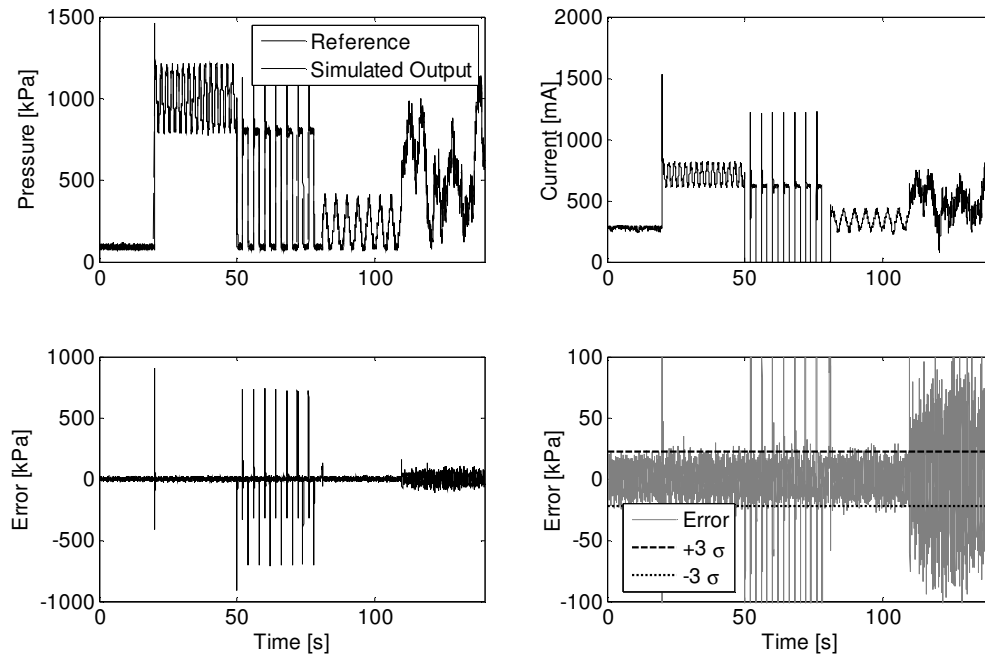 1500
1000
500
0
Pressure [kPa]
Reference
Simulated Output
0
50
100
2000
1500
1000
500
0
Current [mA]
0
50
100
1000
500
0
-500
-1000
Error [kPa]
0
50
100
Time [s]
100
50
0
-50
-100
Error [kPa]
Error
+3 σ
-3 σ
0
50
100
Time [s]